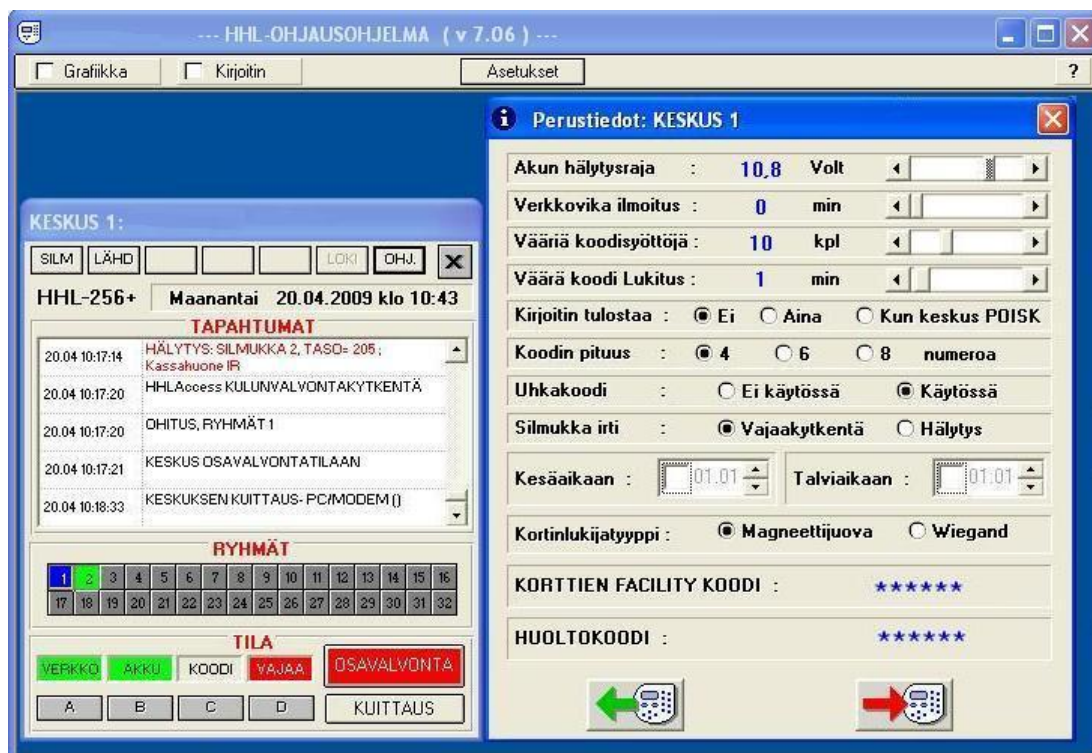 --- HHL-OHJAUSOHJELMA ( v 7.06 ) ---
Grafiikka Kirjoitin Asetukset ?
KESKUS 1:
SILM LÄHD LOKI OHJ. X
HHL-256+ Maanantai 20.04.2009 klo 10:43
TAPAHTUMAT
20.04 10:17:14 HÄLYTYS: SILMUKKA 2, TASO= 205 ;
Kassahuone IR
20.04 10:17:20 HHLAccess KULUNVALVONTAKYTKENTÄ
20.04 10:17:20 OHITUS, RYHMÄT 1
20.04 10:17:21 KESKUS OSAVALVONTATILAAN
20.04 10:18:33 KESKUKSEN KUITTAUS- PC/MODEM ()
RYHMÄT
1 2 3 4 5 6 7 8 9 10 11 12 13 14 15 16
17 18 19 20 21 22 23 24 25 26 27 28 29 30 31 32
TILA
VERKKO AKKU KOODI VAJAA OSAVALVONTA
A B C D KUITTAUS
Perustiedot: KESKUS 1
Akun hälytysraja : 10,8 Volt
Verkkovika ilmoitus : 0 min
Vääriä koodisyöttöjä : 10 kpl
Väärä koodi Lukitus : 1 min
Kirjoitin tulostaa : Ei Aina Kun keskus POISK
Koodin pituus : 4 6 8 numeroa
Uhkakoodi : Ei käytössä Käytössä
Silmukka irti : Vajaakytkentä Hälytys
Kesäaikaan : 01.01 Talviaikaan : 01.01
Kortinlukijatyyppi : Magneettijuova Wiegand
KORTTIEN FACILITY KOODI : ******
HUOLTOKOODI : ******